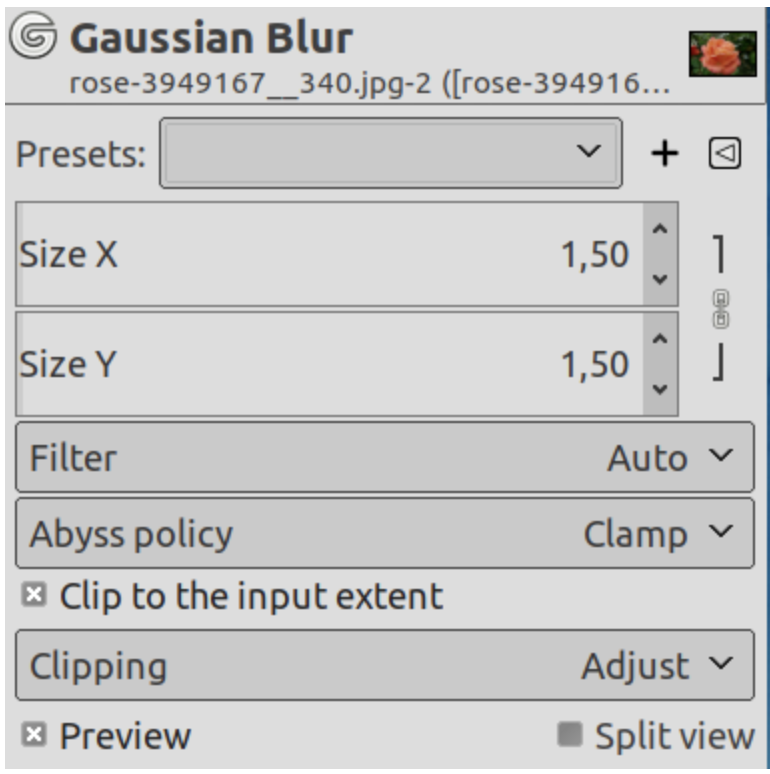 Gaussian Blur
rose-3949167__340.jpg-2 ([rose-394916...
Presets:
Size X 1,50
Size Y 1,50
Filter Auto
Abyss policy Clamp
Clip to the input extent
Clipping Adjust
Preview Split view